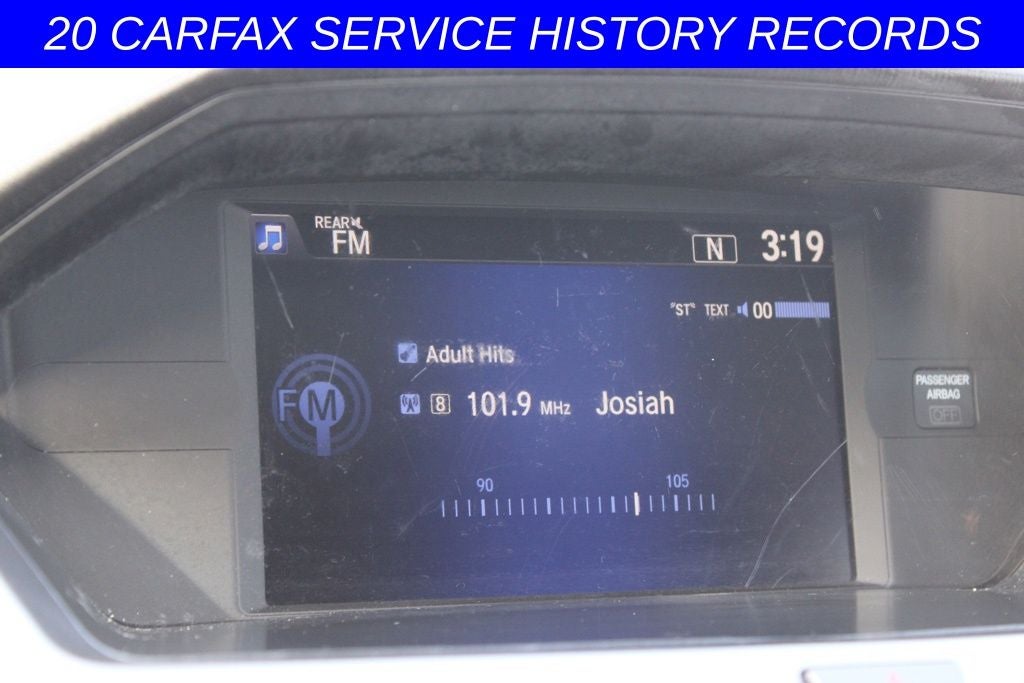 20 CARFAX SERVICE HISTORY RECORDS
REAR
FM
N 3:19
"ST" TEXT 00
Adult Hits
FM
8 101.9 MHz Josiah
PASSENGER
AIRBAG
OFF
90 105